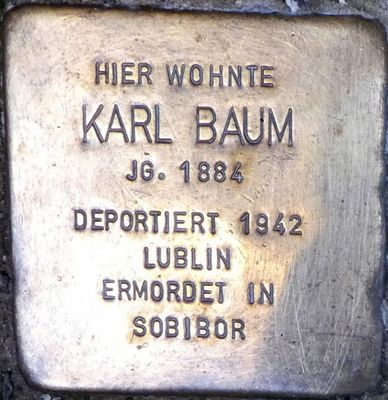 HIER WOHNTE
KARL BAUM
JG. 1884
DEPORTIERT 1942
LUBLIN
ERMORDET IN
SOBIBOR